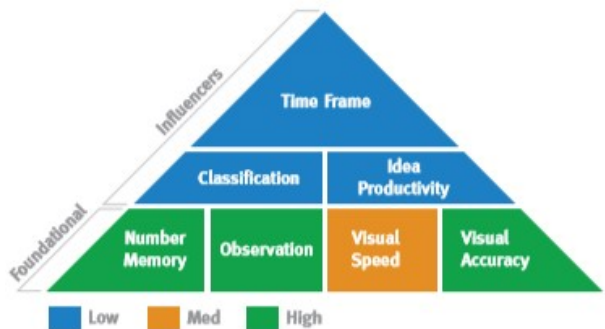 Influencers
Time Frame
Classification
Idea
Productivity
Foundational
Number
Memory
Observation
Visual
Speed
Visual
Accuracy
Low Med High